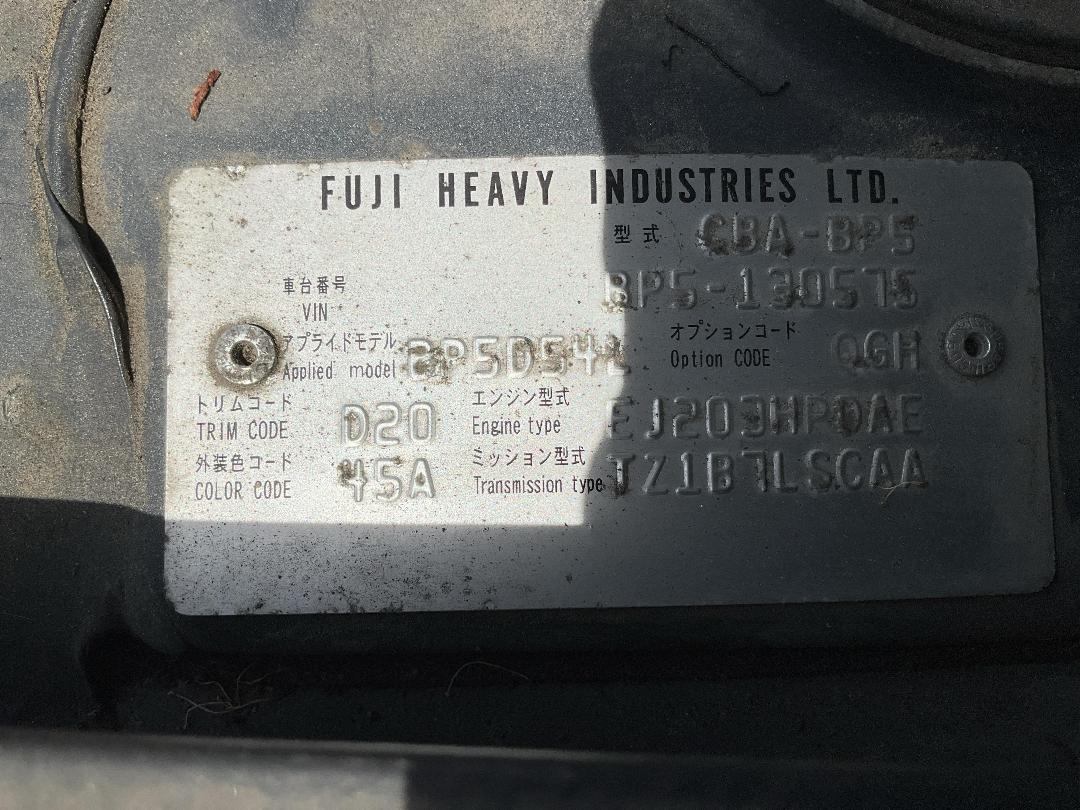 FUJI HEAVY INDUSTRIES LTD.
型式 CBA-BP5
車台番号 VIN BP5-130575
アプライドモデル Applied model BP5D54L
オプションコード Option CODE QGH
トリムコード TRIM CODE D20
エンジン型式 Engine type EJ203HPDAE
外装色コード COLOR CODE 45A
ミッション型式 Transmission type TZ1B7LSCAA